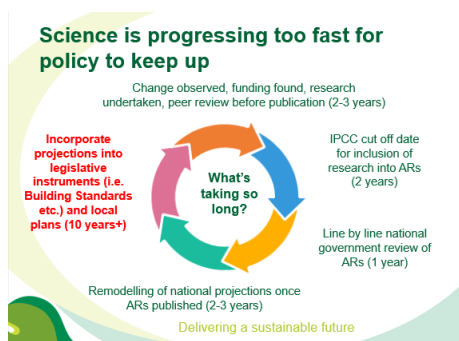 Science is progressing too fast for
policy to keep up
Change observed, funding found, research
undertaken, peer review before publication (2-3 years)
IPCC cut off date
for inclusion of
research into ARs
(2 years)
Line by line national
government review of
ARs (1 year)
Remodelling of national projections once
ARs published (2-3 years)
Incorporate
projections into
legislative
instruments (i.e.
Building Standards
etc.) and local
plans (10 years+)
What's
taking so
long?
Delivering a sustainable future